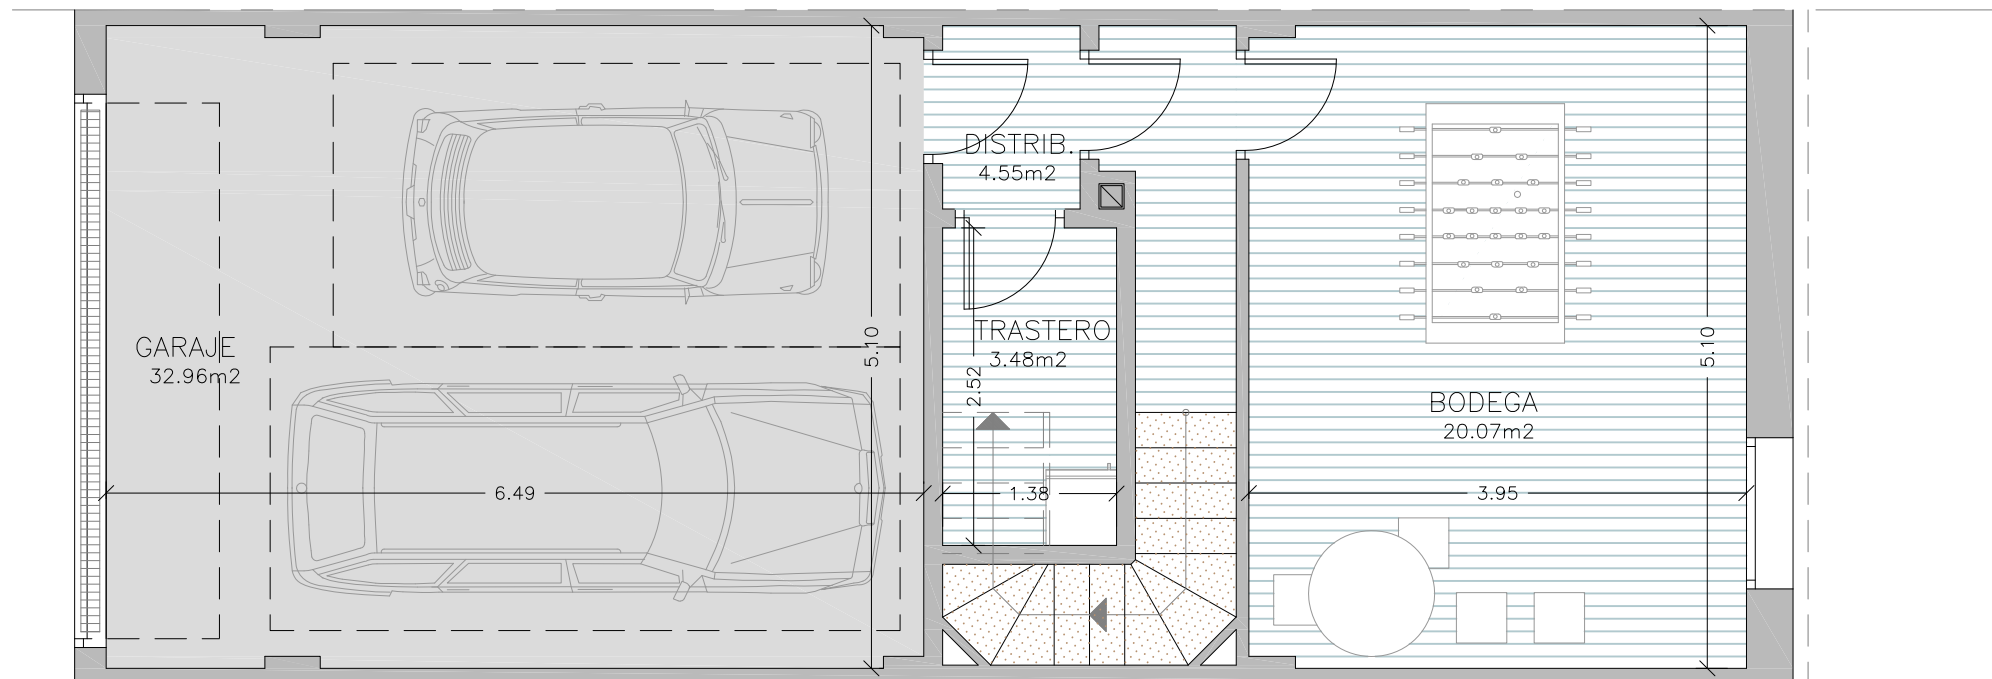 DISTRIB.
4.55m2
TRASTERO
3.48m2
GARAJE
32.96m2
5.10
5.10
2.52
BODEGA
20.07m2
6.49
1.38
3.95